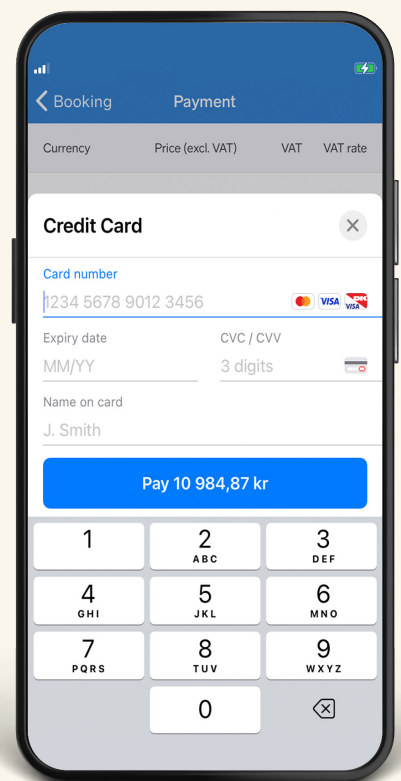 Booking Payment
Currency Price (excl. VAT) VAT VAT rate
Credit Card
Card number
1234 5678 9012 3456 VISA DK VISA
Expiry date CVC / CVV
MM/YY 3 digits
Name on card
J. Smith
Pay 10 984,87 kr
1 2 3
ABC DEF
4 5 6
GHI JKL MNO
7 8 9
PQRS TUV WXYZ
0